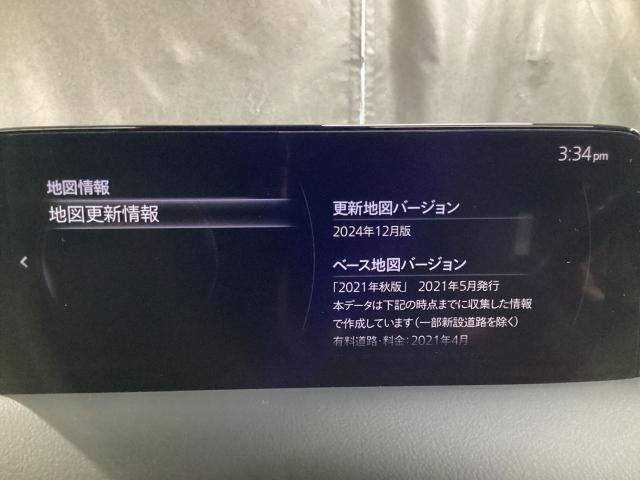 3:34pm
地図情報
地図更新情報
更新地図バージョン
2024年12月版
ベース地図バージョン
「2021年秋版」 2021年5月発行
本データは下記の時点までに収集した情報
で作成しています(一部新設道路を除く)
有料道路・料金:2021年4月